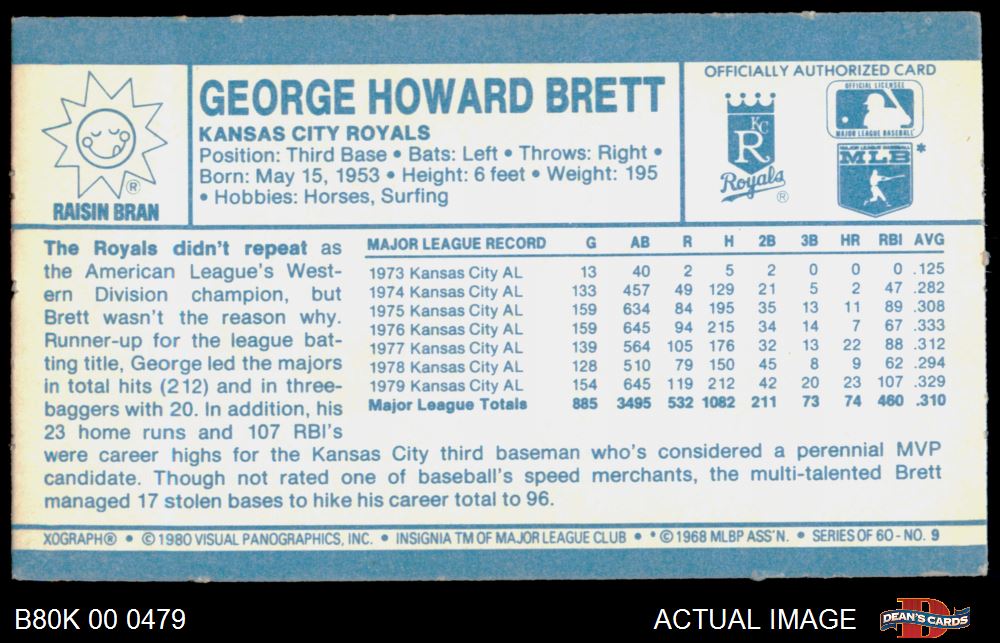 RAISIN BRAN
®
GEORGE HOWARD BRETT
KANSAS CITY ROYALS
Position: Third Base • Bats: Left • Throws: Right •
Born: May 15, 1953 • Height: 6 feet • Weight: 195
• Hobbies: Horses, Surfing
OFFICIALLY AUTHORIZED CARD
KC
R
Royals ®
OFFICIAL LICENSEE
MAJOR LEAGUE BASEBALL
MAJOR LEAGUE BASEBALL
MLB *
The Royals didn't repeat as
the American League's West-
ern Division champion, but
Brett wasn't the reason why.
Runner-up for the league bat-
ting title, George led the majors
in total hits (212) and in three-
baggers with 20. In addition, his
23 home runs and 107 RBI's
were career highs for the Kansas City third baseman who's considered a perennial MVP
candidate. Though not rated one of baseball's speed merchants, the multi-talented Brett
managed 17 stolen bases to hike his career total to 96.
MAJOR LEAGUE RECORD G AB R H 2B 3B HR RBI AVG
1973 Kansas City AL 13 40 2 5 2 0 0 0 .125
1974 Kansas City AL 133 457 49 129 21 5 2 47 .282
1975 Kansas City AL 159 634 84 195 35 13 11 89 .308
1976 Kansas City AL 159 645 94 215 34 14 7 67 .333
1977 Kansas City AL 139 564 105 176 32 13 22 88 .312
1978 Kansas City AL 128 510 79 150 45 8 9 62 .294
1979 Kansas City AL 154 645 119 212 42 20 23 107 .329
Major League Totals 885 3495 532 1082 211 73 74 460 .310
XOGRAPH® • © 1980 VISUAL PANOGRAPHICS, INC. • INSIGNIA TM OF MAJOR LEAGUE CLUB • * © 1968 MLBP ASS'N. • SERIES OF 60 - NO. 9
B80K 00 0479
ACTUAL IMAGE
D
DEAN'S CARDS